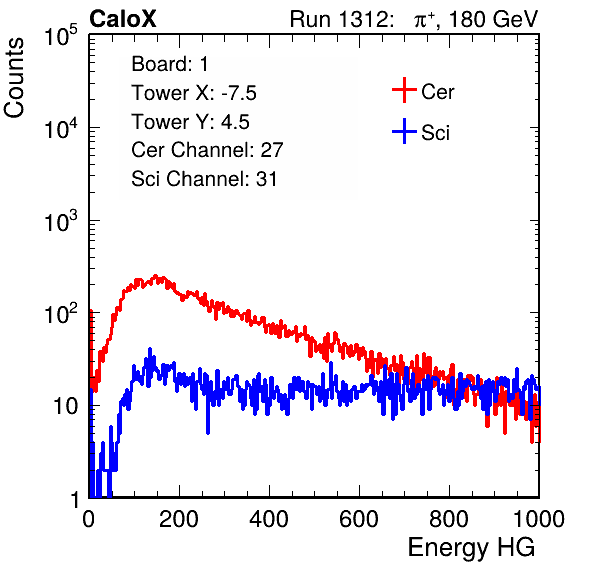 CaloX Run 1312: π⁺, 180 GeV
Counts
10⁵
10⁴
10³
10²
10
1
Board: 1
Tower X: -7.5
Tower Y: 4.5
Cer Channel: 27
Sci Channel: 31
Cer
Sci
0 200 400 600 800 1000
Energy HG